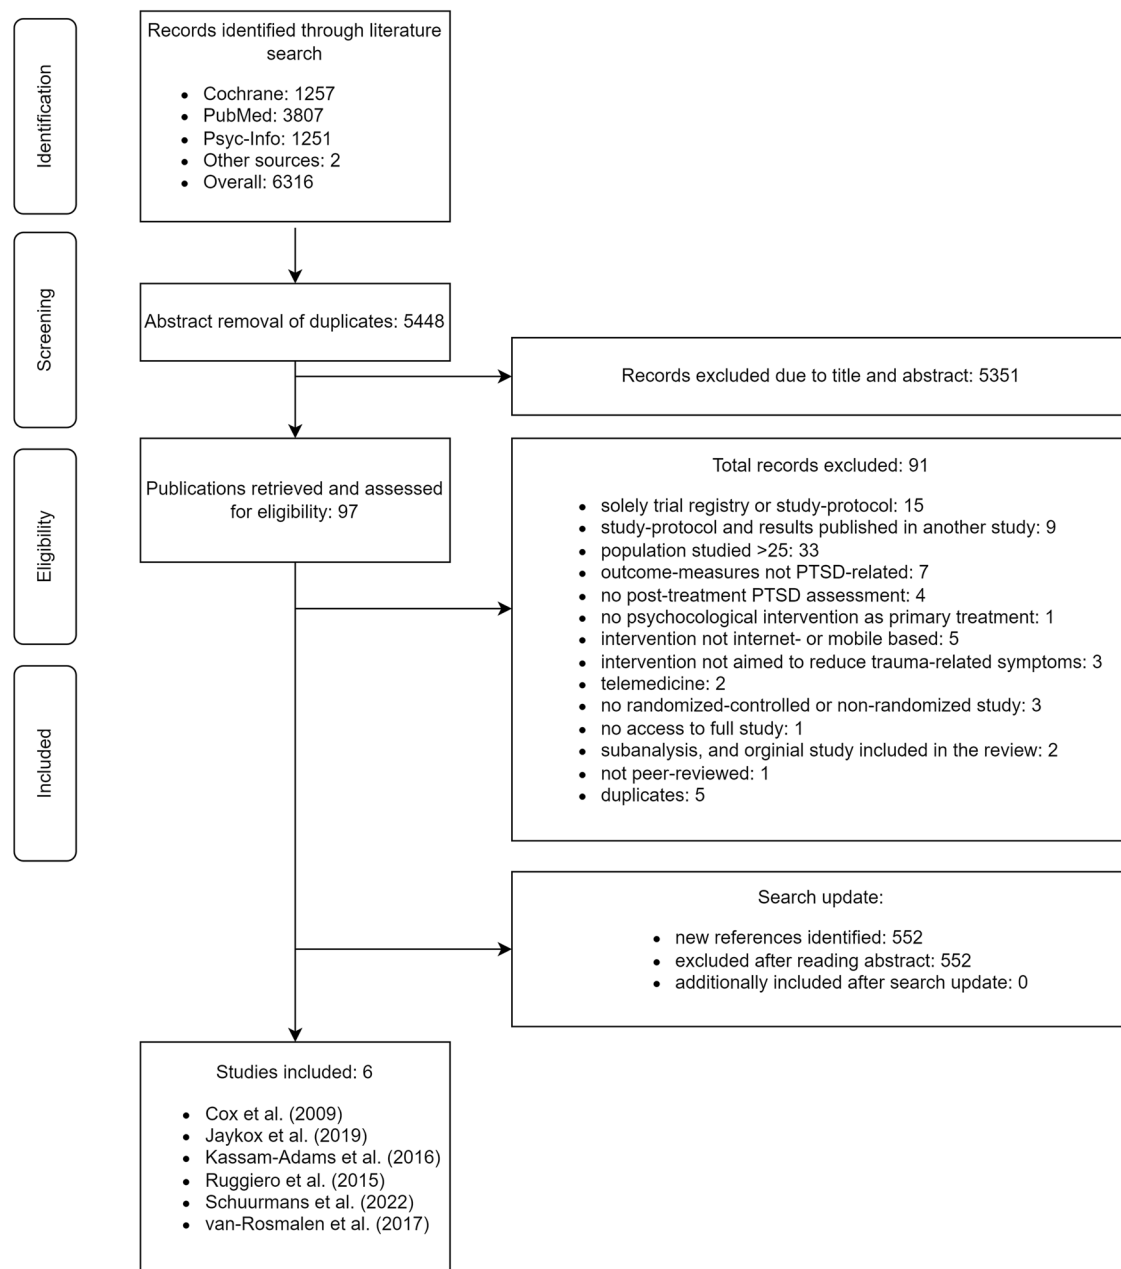 Identification
Records identified through literature
search
• Cochrane: 1257
• PubMed: 3807
• Psyc-Info: 1251
• Other sources: 2
• Overall: 6316
Screening
Abstract removal of duplicates: 5448
Records excluded due to title and abstract: 5351
Eligibility
Publications retrieved and assessed
for eligibility: 97
Total records excluded: 91
• solely trial registry or study-protocol: 15
• study-protocol and results published in another study: 9
• population studied >25: 33
• outcome-measures not PTSD-related: 7
• no post-treatment PTSD assessment: 4
• no psychocological intervention as primary treatment: 1
• intervention not internet- or mobile based: 5
• intervention not aimed to reduce trauma-related symptoms: 3
• telemedicine: 2
• no randomized-controlled or non-randomized study: 3
• no access to full study: 1
• subanalysis, and orginial study included in the review: 2
• not peer-reviewed: 1
• duplicates: 5
Included
Search update:
• new references identified: 552
• excluded after reading abstract: 552
• additionally included after search update: 0
Studies included: 6
• Cox et al. (2009)
• Jaykox et al. (2019)
• Kassam-Adams et al. (2016)
• Ruggiero et al. (2015)
• Schuurmans et al. (2022)
• van-Rosmalen et al. (2017)